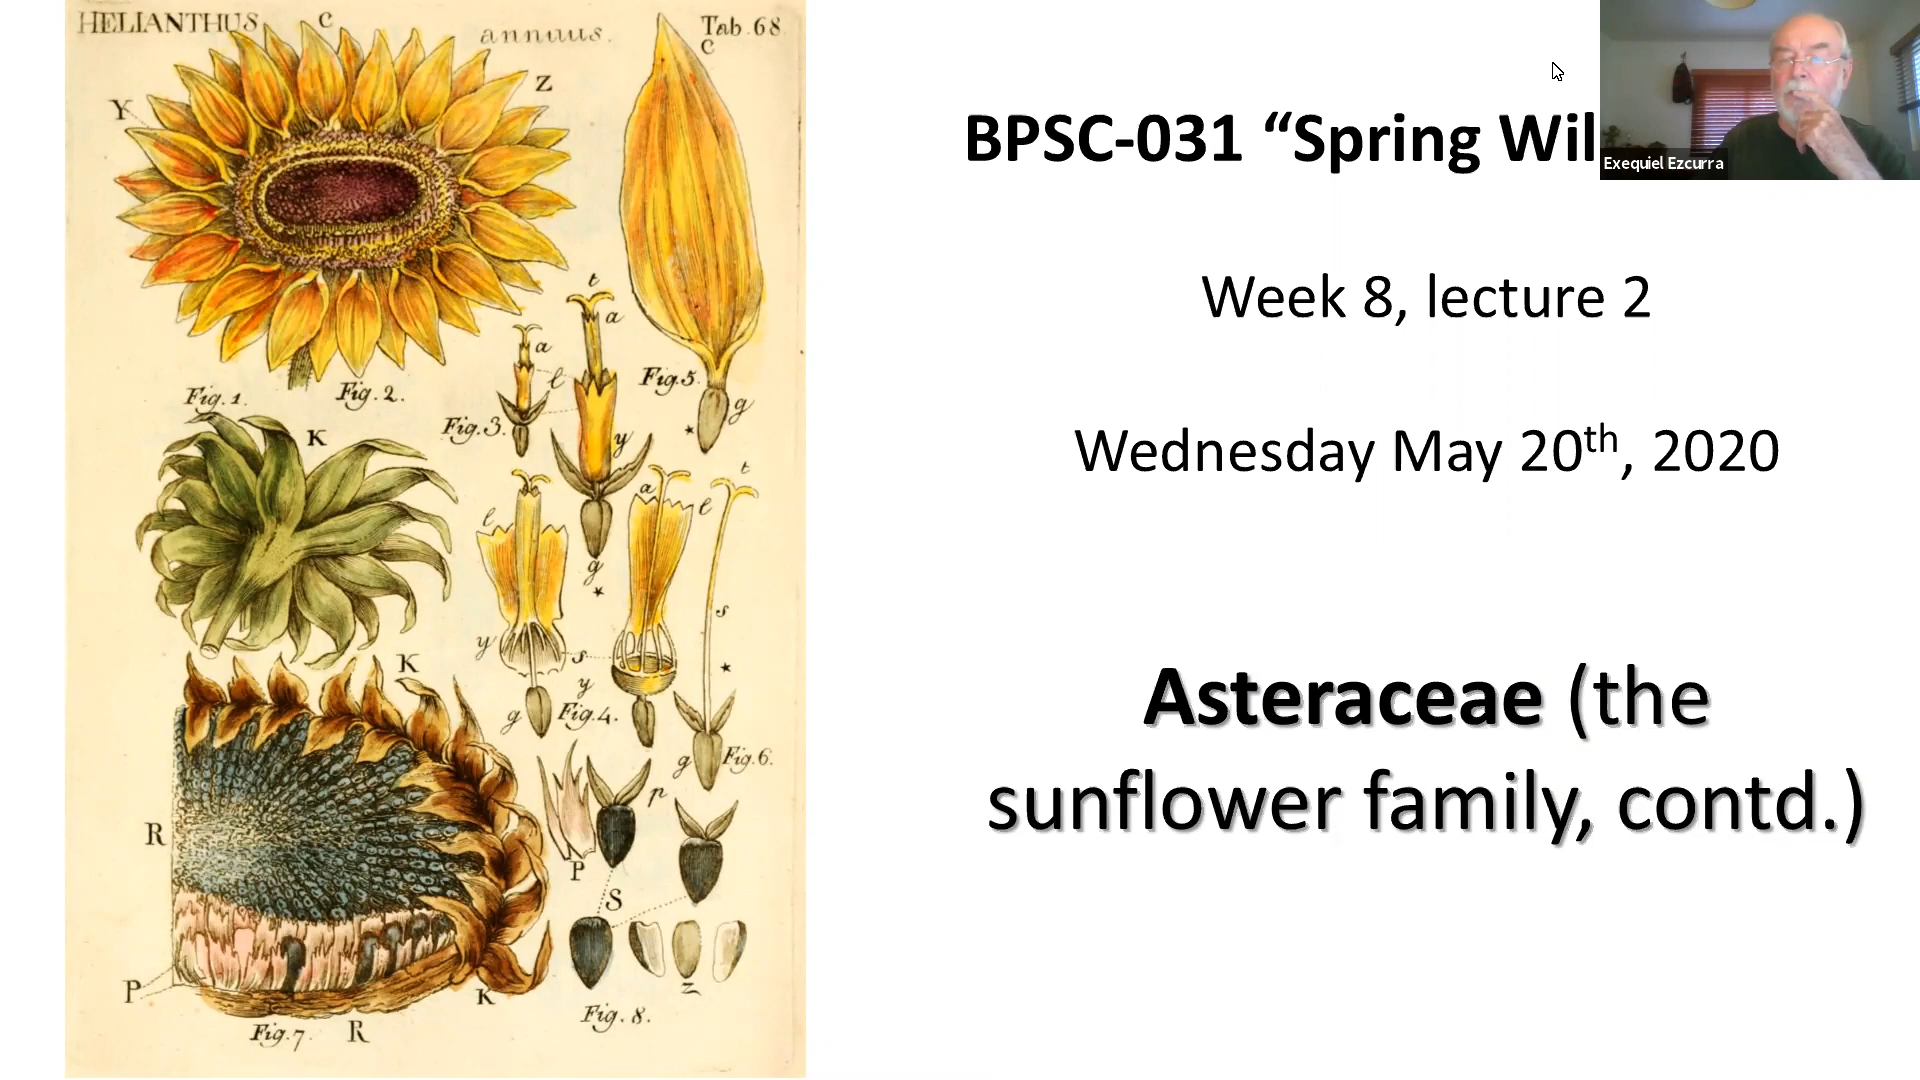 HELIANTHUS C annuus. Tab. 68.
C
Z
Y
t
a
a
l
Fig. 5.
Fig. 1. Fig. 2.
g
Fig. 3.
K
y
t
a
l
l
g
s
y
s
K
y
g Fig. 4.
g Fig. 6.
p
R
P
S
P
K
Z
Fig. 8.
Fig. 7 R
BPSC-031 “Spring Wil
Week 8, lecture 2
Wednesday May 20th, 2020
Asteraceae (the
sunflower family, contd.)
Exequiel Ezcurra